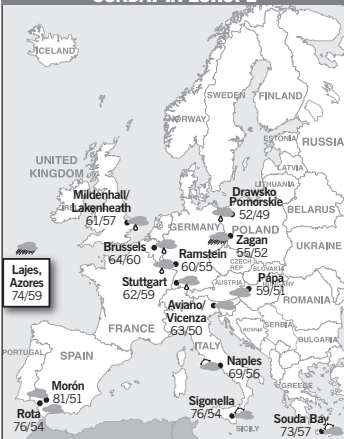 SUNDAY IN EUROPE
ICELAND
SWEDEN
FINLAND
NORWAY
ESTONIA
RUSSIA
LATVIA
LITHUANIA
UNITED
KINGDOM
Mildenhall/
Lakenheath
61/57
Drawsko
Pomorskie
52/49
BELARUS
GERMANY
POLAND
Zagan
55/52
UKRAINE
Brussels
64/60
Ramstein
60/55
Lajes,
Azores
74/59
Stuttgart
62/59
CZECH
REP
SLOVAKIA
AUSTRIA
HUNGARY
Pápa
59/51
ROMANIA
Aviano/
Vicenza
63/50
FRANCE
BOSNIA
SERBIA
BULGARIA
ITALY
PORTUGAL
SPAIN
Naples
69/56
GREECE
Morón
81/51
Rota
76/54
Sigonella
76/54
SICILY
Souda Bay
73/57